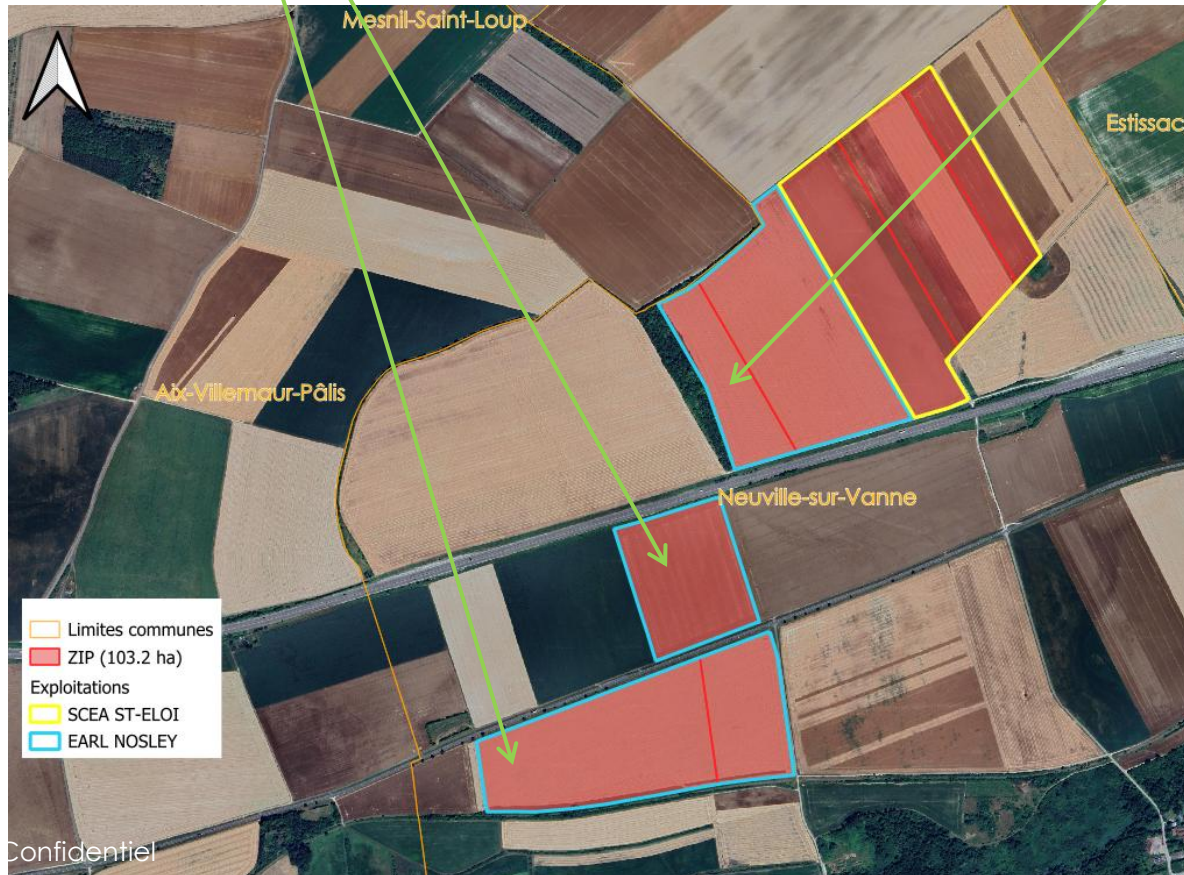 Mesnil-Saint-Loup
Estissac
Aix-Villemaur-Pâlis
Neuville-sur-Vanne
Limites communes
ZIP (103.2 ha)
Exploitations
SCEA ST-ELOI
EARL NOSLEY
Confidentiel